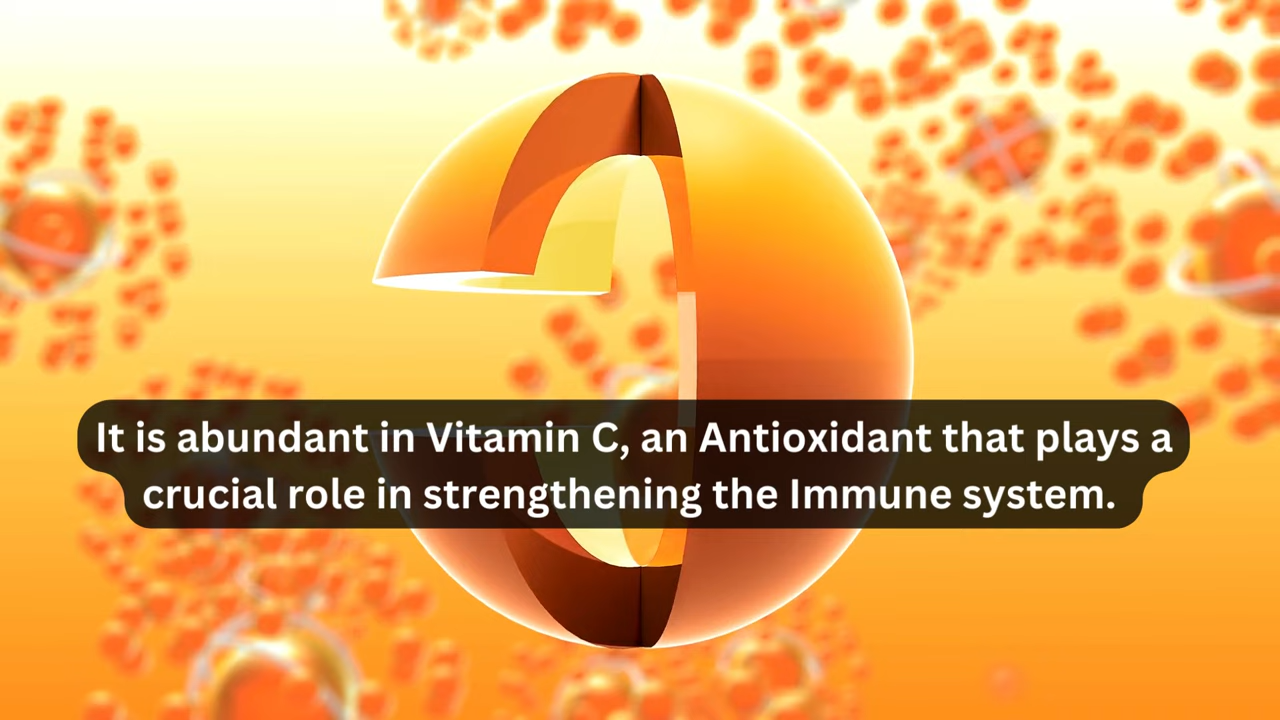 It is abundant in Vitamin C, an Antioxidant that plays a
crucial role in strengthening the Immune system.